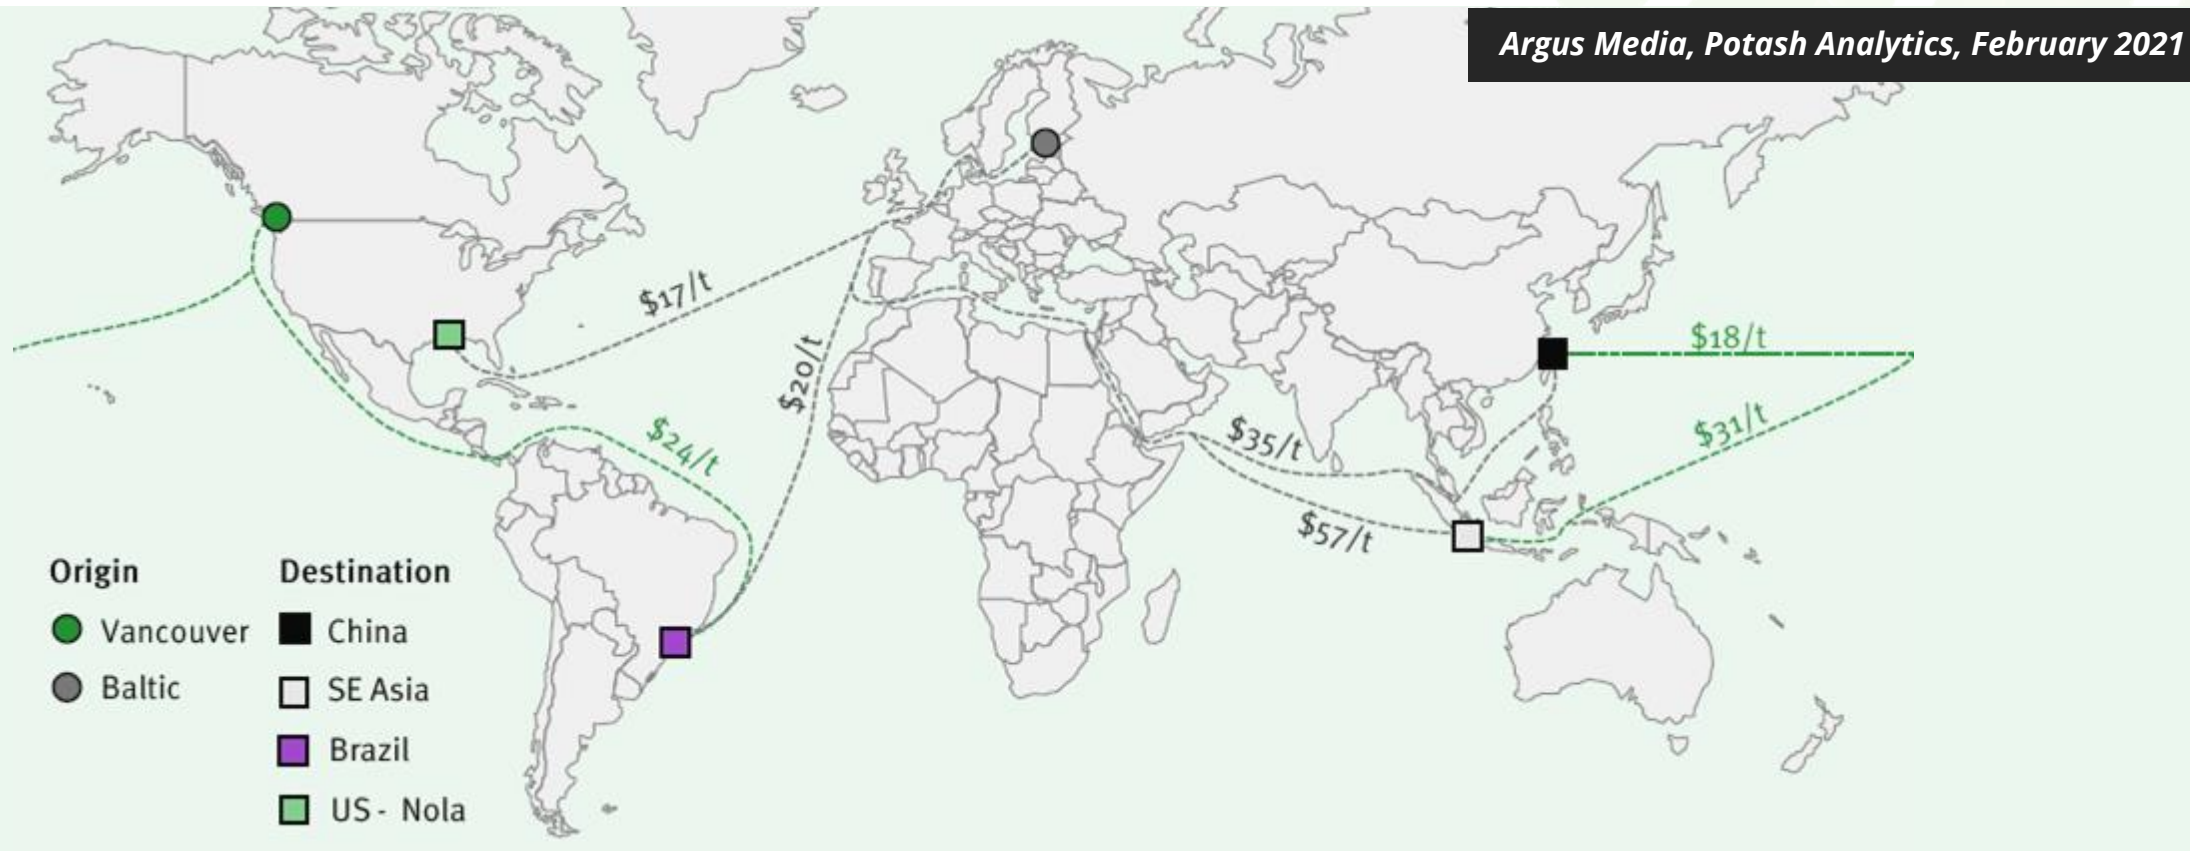 Argus Media, Potash Analytics, February 2021
$17/t
$20/t
$24/t
$35/t
$57/t
$18/t
$31/t
Origin
Vancouver
Baltic
Destination
China
SE Asia
Brazil
US - Nola